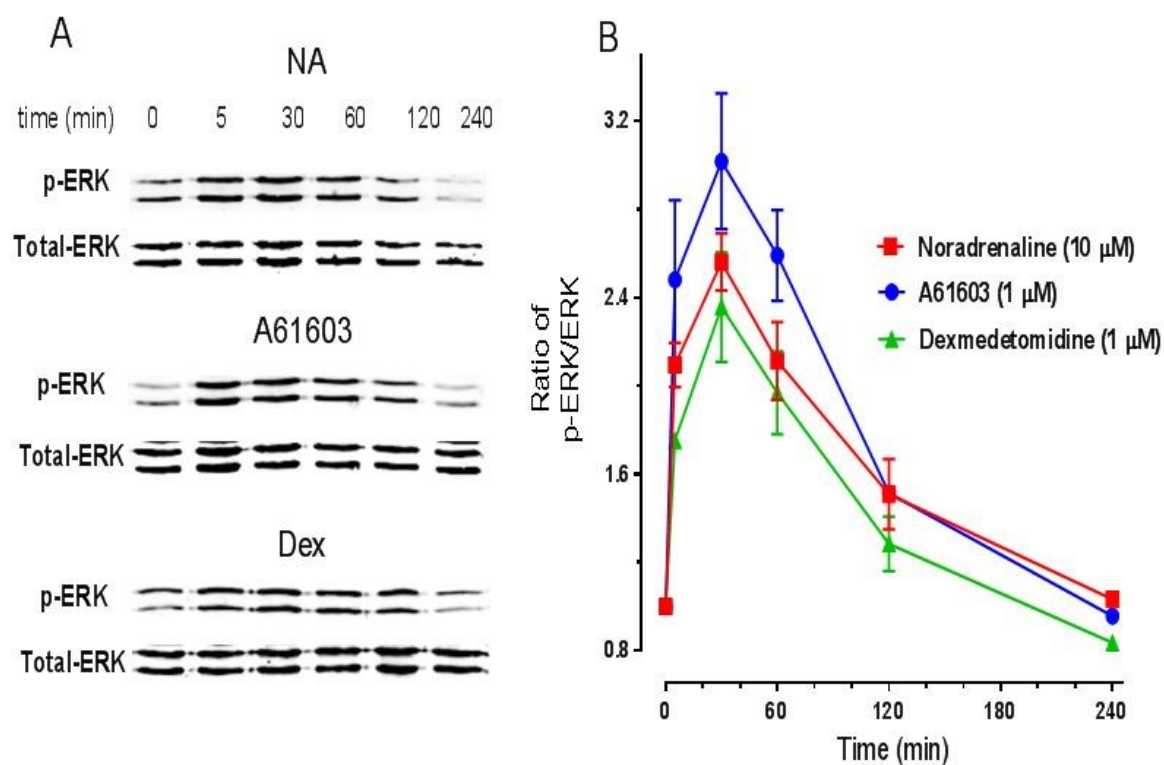 A
NA
time (min) 0 5 30 60 120 240
p-ERK
Total-ERK
A61603
p-ERK
Total-ERK
Dex
p-ERK
Total-ERK
B
Ratio of
p-ERK/ERK
3.2
2.4
1.6
0.8
0 60 120 180 240
Time (min)
Noradrenaline (10 µM)
A61603 (1 µM)
Dexmedetomidine (1 µM)